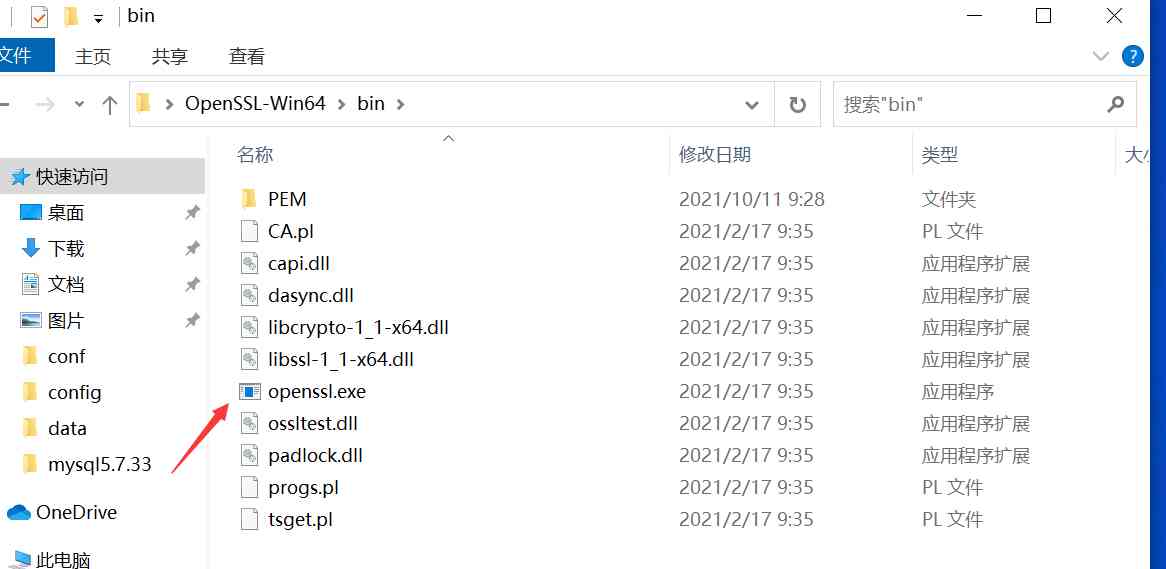 bin
文件 主页 共享 查看
OpenSSL-Win64 bin 搜索"bin"
名称 修改日期 类型
快速访问
PEM 2021/10/11 9:28 文件夹
桌面
CA.pl 2021/2/17 9:35 PL 文件
下载
capi.dll 2021/2/17 9:35 应用程序扩展
文档
dasync.dll 2021/2/17 9:35 应用程序扩展
图片
libcrypto-1_1-x64.dll 2021/2/17 9:35 应用程序扩展
conf
libssl-1_1-x64.dll 2021/2/17 9:35 应用程序扩展
config
openssl.exe 2021/2/17 9:35 应用程序
data
ossltest.dll 2021/2/17 9:35 应用程序扩展
mysql5.7.33
padlock.dll 2021/2/17 9:35 应用程序扩展
progs.pl 2021/2/17 9:35 PL 文件
OneDrive
tsget.pl 2021/2/17 9:35 PL 文件
此电脑